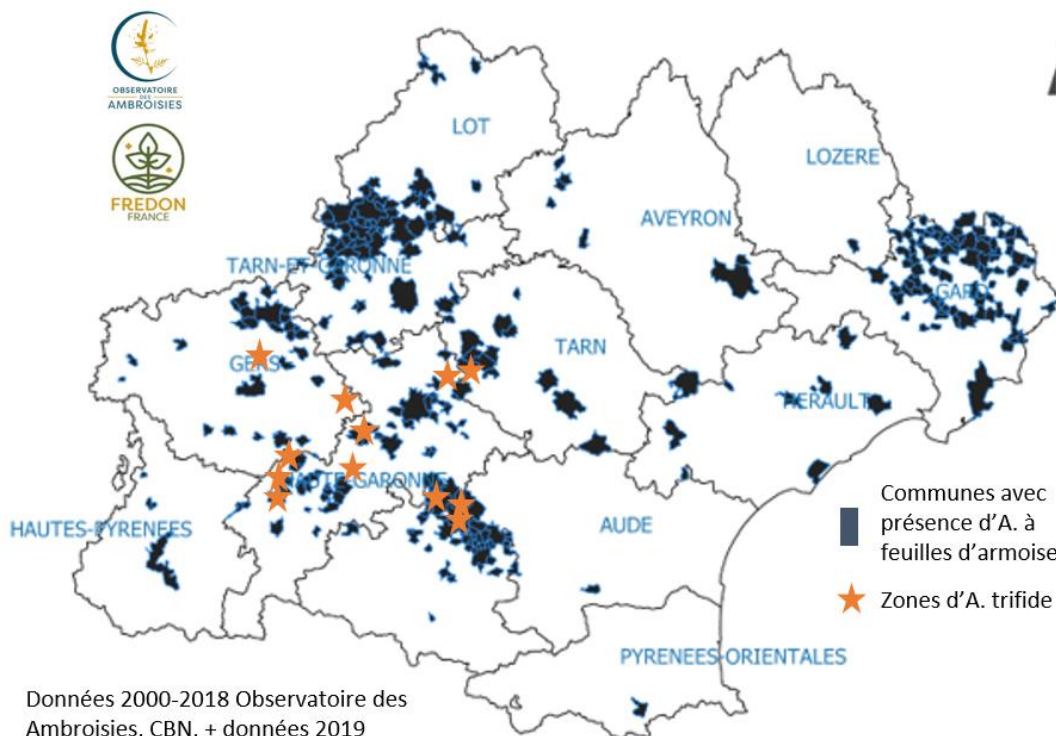 OBSERVATOIRE
DES
AMBROISIES
FREDON
FRANCE
LOT
LOZERE
AVEYRON
TARN-ET-GARONNE
GARD
GERS
TARN
HERAULT
HAUTE-GARONNE
HAUTES-PYRENEES
AUDE
PYRENEES-ORIENTALES
Communes avec
présence d'A. à
feuilles d'armoise
Zones d'A. trifide
Données 2000-2018 Observatoire des
Ambroisies, CBN, + données 2019